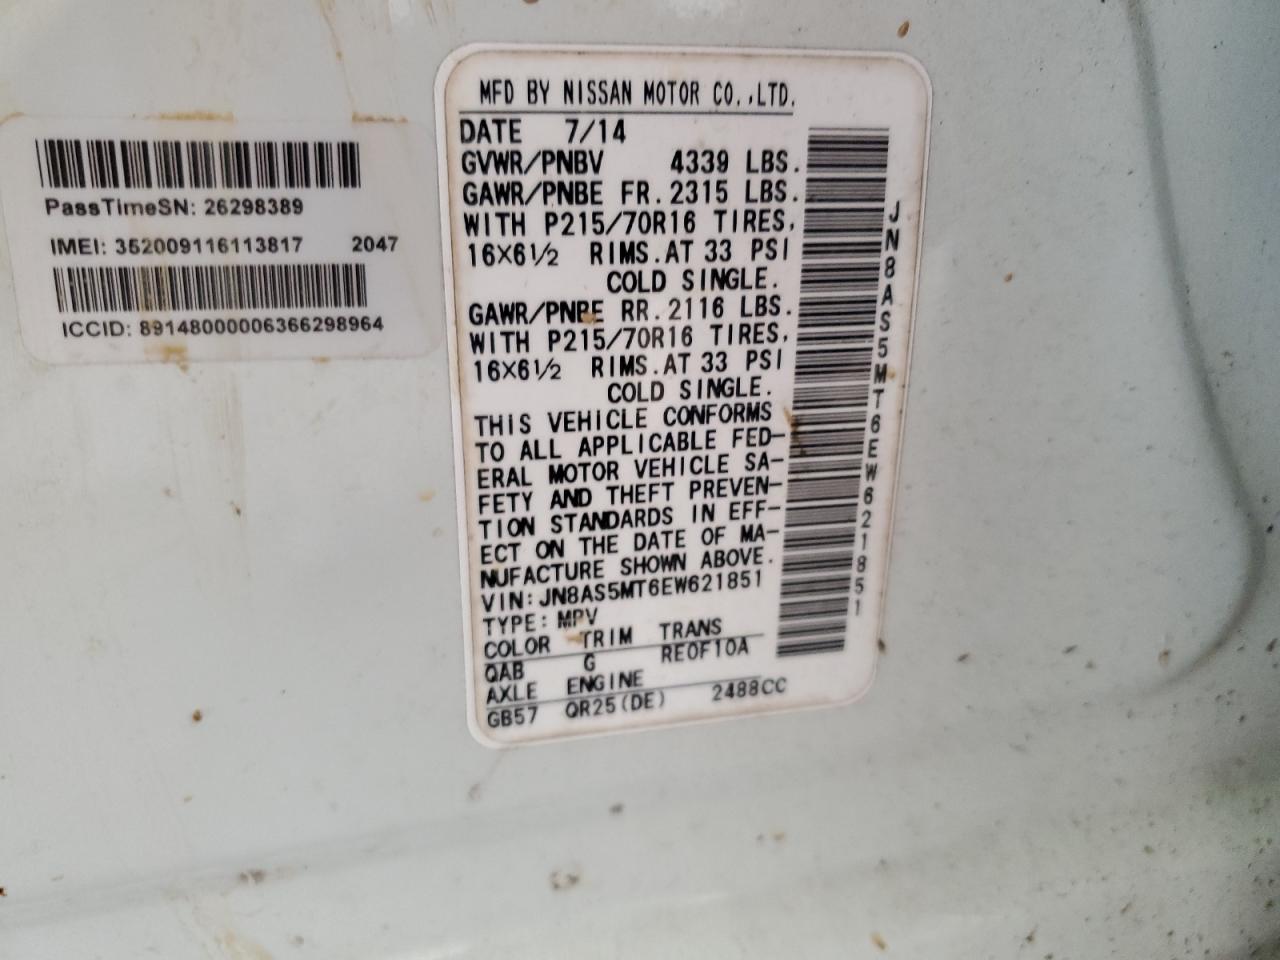 PassTimeSN: 26298389
IMEI: 352009116113817 2047
ICCID: 89148000006366298964
MFD BY NISSAN MOTOR CO.,LTD.
DATE 7/14
GVWR/PNBV 4339 LBS.
GAWR/PNBE FR. 2315 LBS.
WITH P215/70R16 TIRES,
16×6½ RIMS. AT 33 PSI
COLD SINGLE.
GAWR/PNBE RR. 2116 LBS.
WITH P215/70R16 TIRES,
16×6½ RIMS. AT 33 PSI
COLD SINGLE.
THIS VEHICLE CONFORMS
TO ALL APPLICABLE FED-
ERAL MOTOR VEHICLE SA-
FETY AND THEFT PREVEN-
TION STANDARDS IN EFF-
ECT ON THE DATE OF MA-
NUFACTURE SHOWN ABOVE.
VIN: JN8AS5MT6EW621851
TYPE: MPV
COLOR TRIM TRANS
QAB G RE0F10A
AXLE ENGINE
GB57 QR25(DE) 2488CC
JN8AS5MT6EW621851